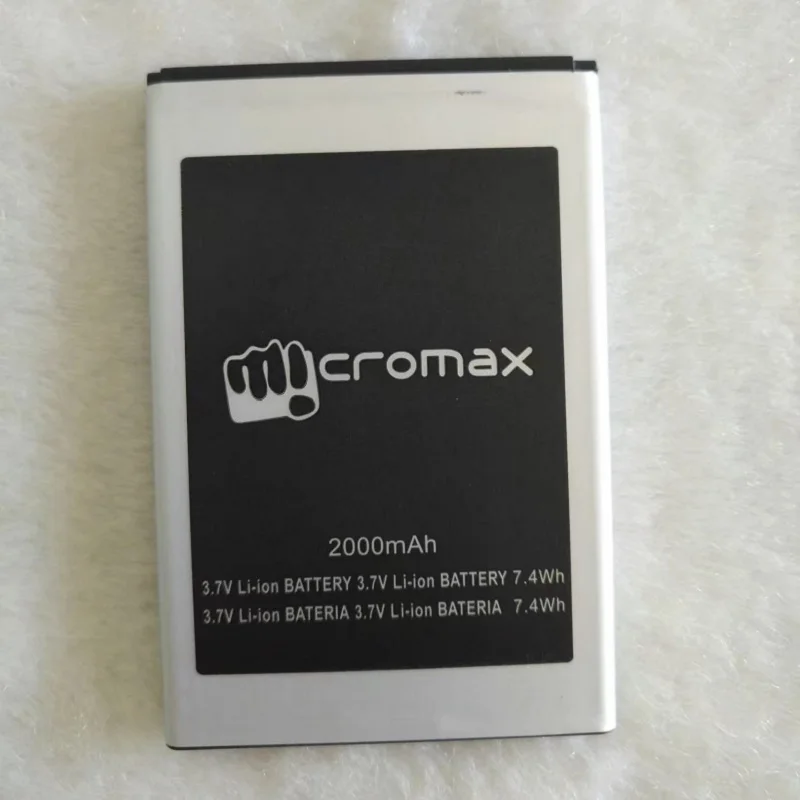 micromax
2000mAh
3.7V Li-ion BATTERY 3.7V Li-ion BATTERY 7.4Wh
3.7V Li-ion BATERIA 3.7V Li-ion BATERIA 7.4Wh